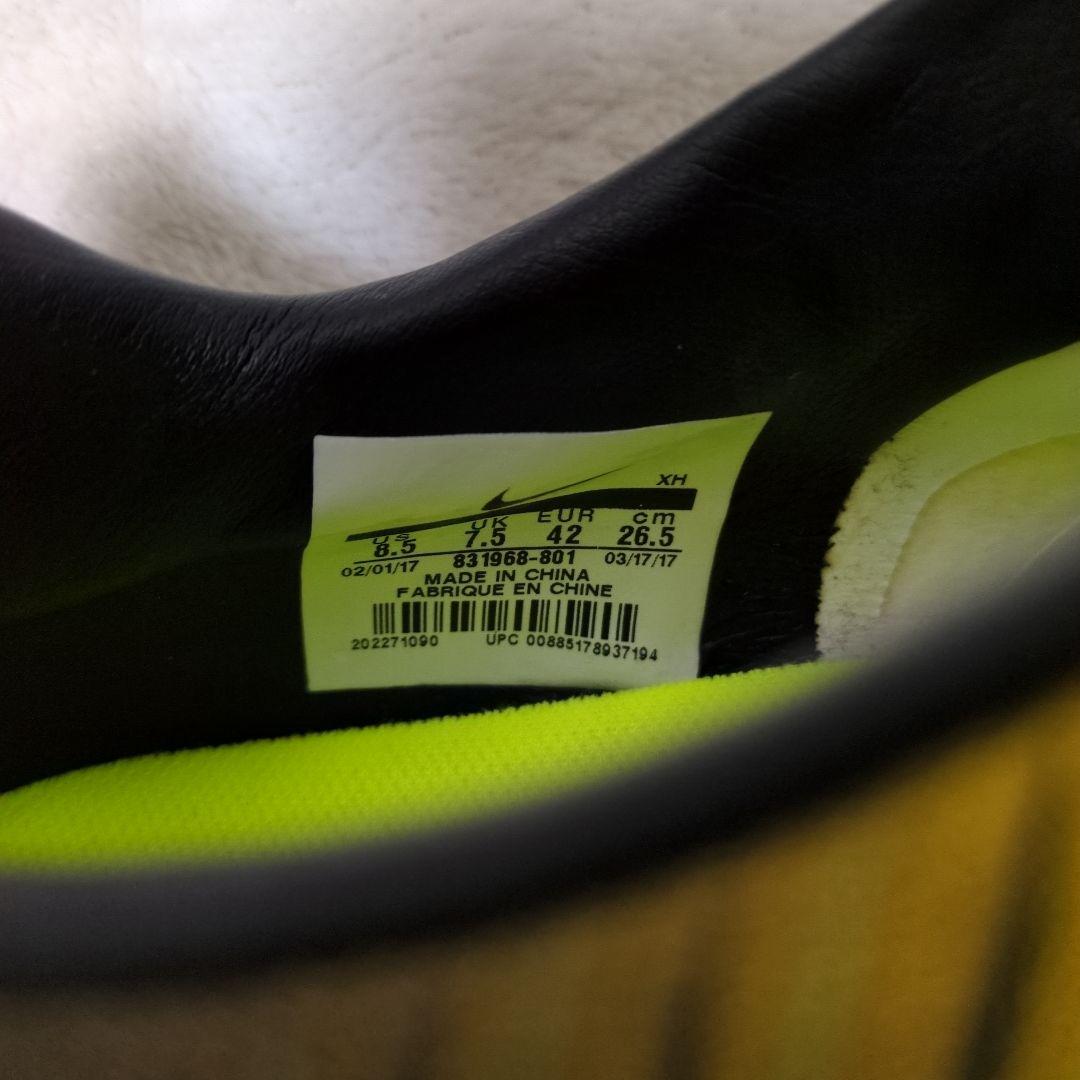 XH
US UK EUR cm
8.5 7.5 42 26.5
02/01/17 831968-801 03/17/17
MADE IN CHINA
FABRIQUE EN CHINE
202271090 UPC 00885178937194